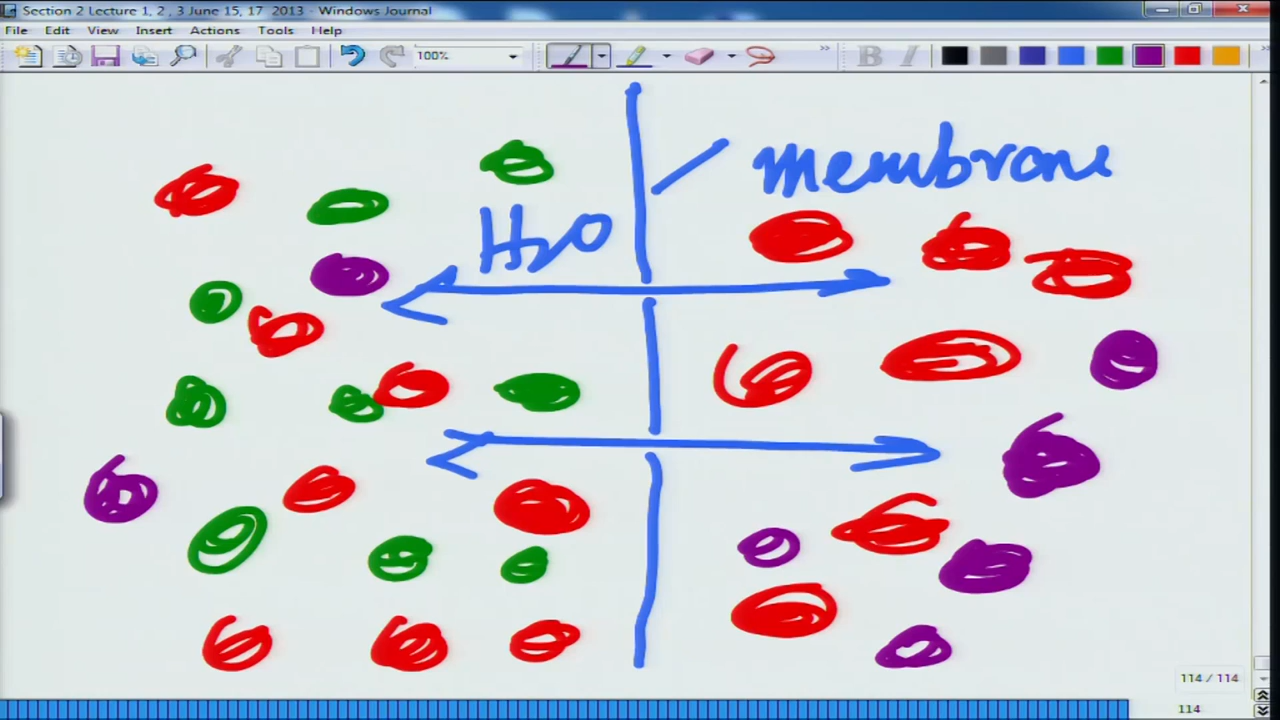 Section 2 Lecture 1, 2 , 3 June 15, 17 2013 - Windows Journal
File Edit View Insert Actions Tools Help
100%
B I
membrane
H2O
114 / 114
114